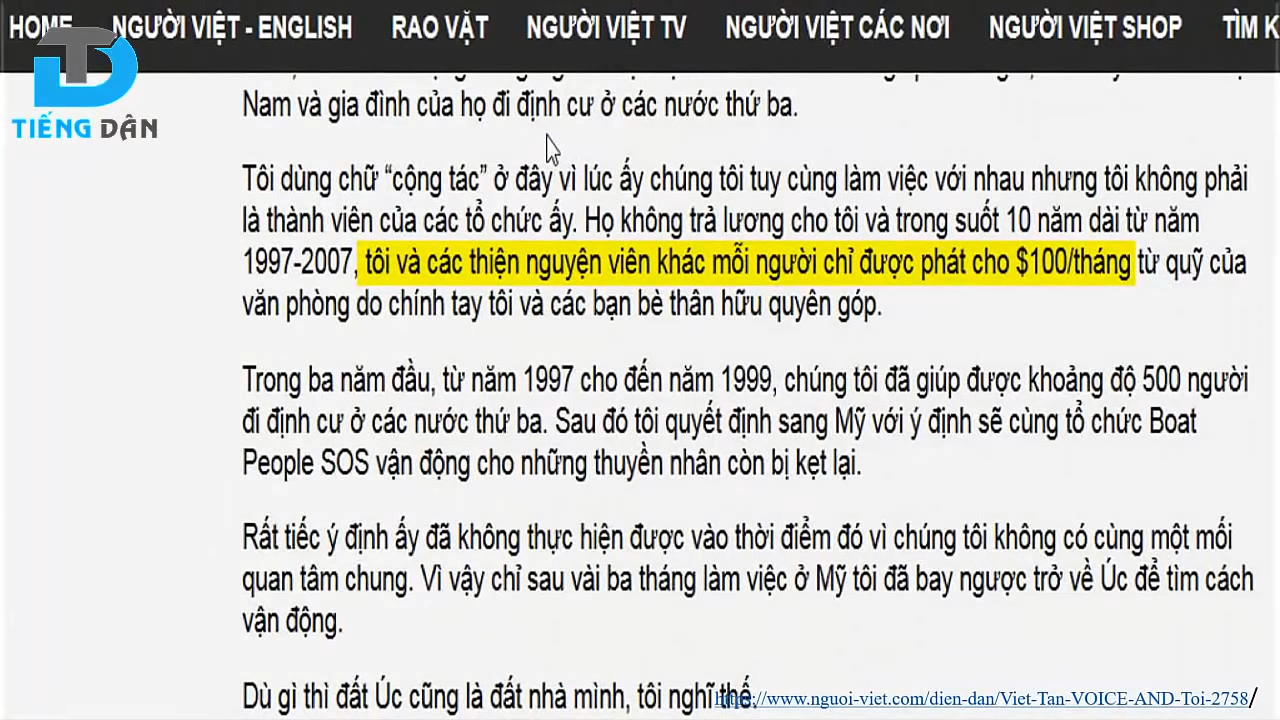 HOME NGƯỜI VIỆT - ENGLISH RAO VẶT NGƯỜI VIỆT TV NGƯỜI VIỆT CÁC NƠI NGƯỜI VIỆT SHOP TÌM K
TIẾNG DÂN
Nam và gia đình của họ đi định cư ở các nước thứ ba.
Tôi dùng chữ “cộng tác” ở đây vì lúc ấy chúng tôi tuy cùng làm việc với nhau nhưng tôi không phải
là thành viên của các tổ chức ấy. Họ không trả lương cho tôi và trong suốt 10 năm dài từ năm
1997-2007, tôi và các thiện nguyện viên khác mỗi người chỉ được phát cho $100/tháng từ quỹ của
văn phòng do chính tay tôi và các bạn bè thân hữu quyên góp.
Trong ba năm đầu, từ năm 1997 cho đến năm 1999, chúng tôi đã giúp được khoảng độ 500 người
đi định cư ở các nước thứ ba. Sau đó tôi quyết định sang Mỹ với ý định sẽ cùng tổ chức Boat
People SOS vận động cho những thuyền nhân còn bị kẹt lại.
Rất tiếc ý định ấy đã không thực hiện được vào thời điểm đó vì chúng tôi không có cùng một mối
quan tâm chung. Vì vậy chỉ sau vài ba tháng làm việc ở Mỹ tôi đã bay ngược trở về Úc để tìm cách
vận động.
Dù gì thì đất Úc cũng là đất nhà mình, tôi nghĩ thế.
https://www.nguoi-viet.com/dien-dan/Viet-Tan-VOICE-AND-Toi-2758/